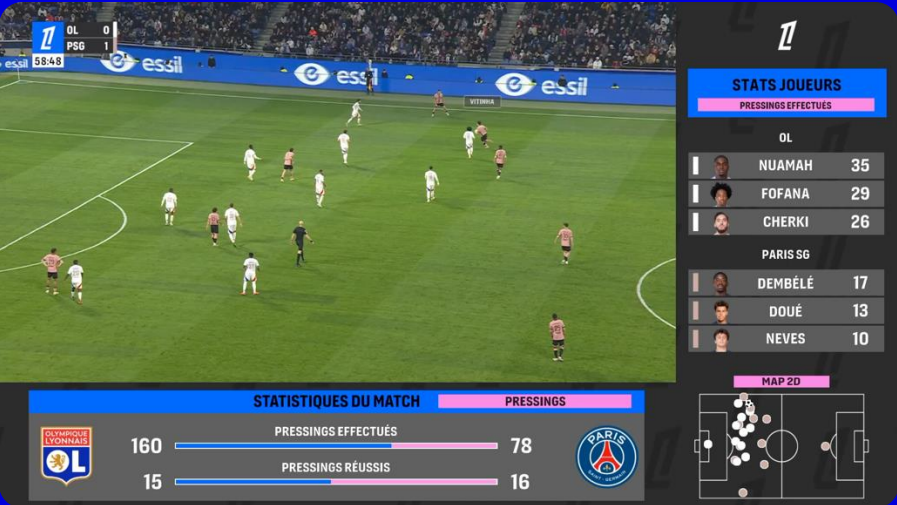 OL 0
PSG 1
58:48
essil
essil
essil
essil
VITINHA
STATS JOUEURS
PRESSINGS EFFECTUÉS
OL
NUAMAH 35
FOFANA 29
CHERKI 26
PARIS SG
DEMBÉLÉ 17
DOUÉ 13
NEVES 10
MAP 2D
STATISTIQUES DU MATCH PRESSINGS
PRESSINGS EFFECTUÉS
160 78
PRESSINGS RÉUSSIS
15 16
OLYMPIQUE
LYONNAIS
OL
PARIS
SAINT-GERMAIN